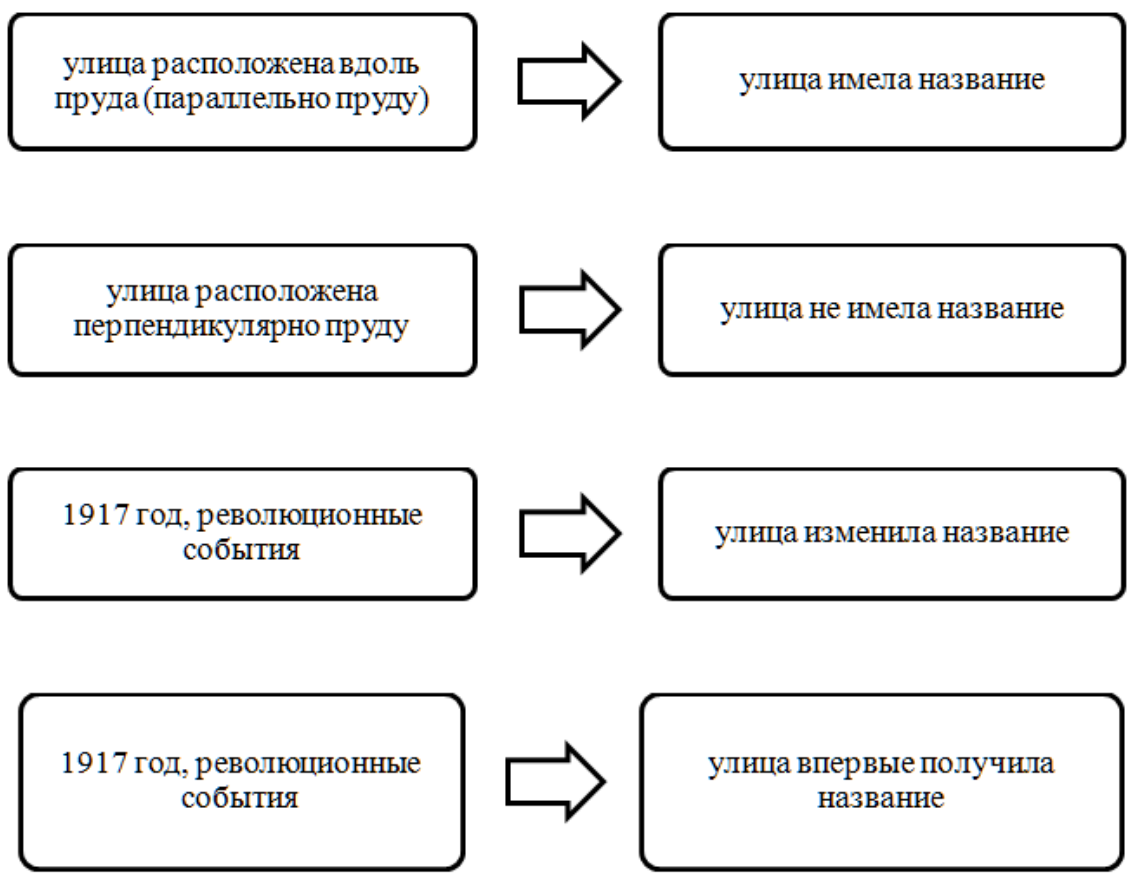 улица расположена вдоль
пруда (параллельно пруду)
улица имела название
улица расположена
перпендикулярно пруду
улица не имела название
1917 год, революционные
события
улица изменила название
1917 год, революционные
события
улица впервые получила
название